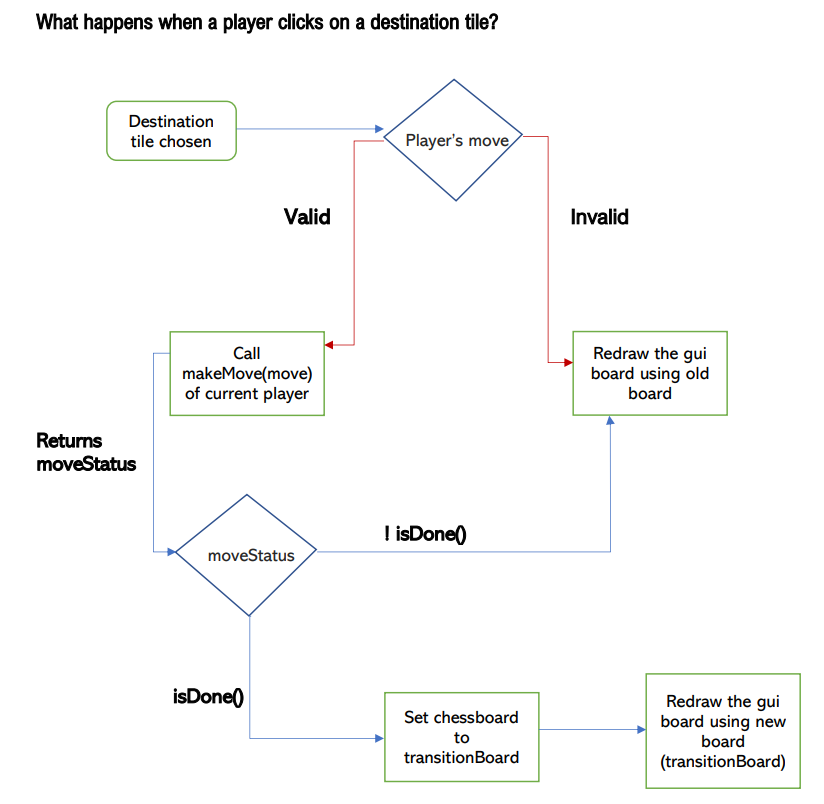 What happens when a player clicks on a destination tile?
Destination
tile chosen
Player's move
Valid
Invalid
Call
makeMove(move)
of current player
Redraw the gui
board using old
board
Returns
moveStatus
! isDone()
moveStatus
isDone()
Set chessboard
to
transitionBoard
Redraw the gui
board using new
board
(transitionBoard)